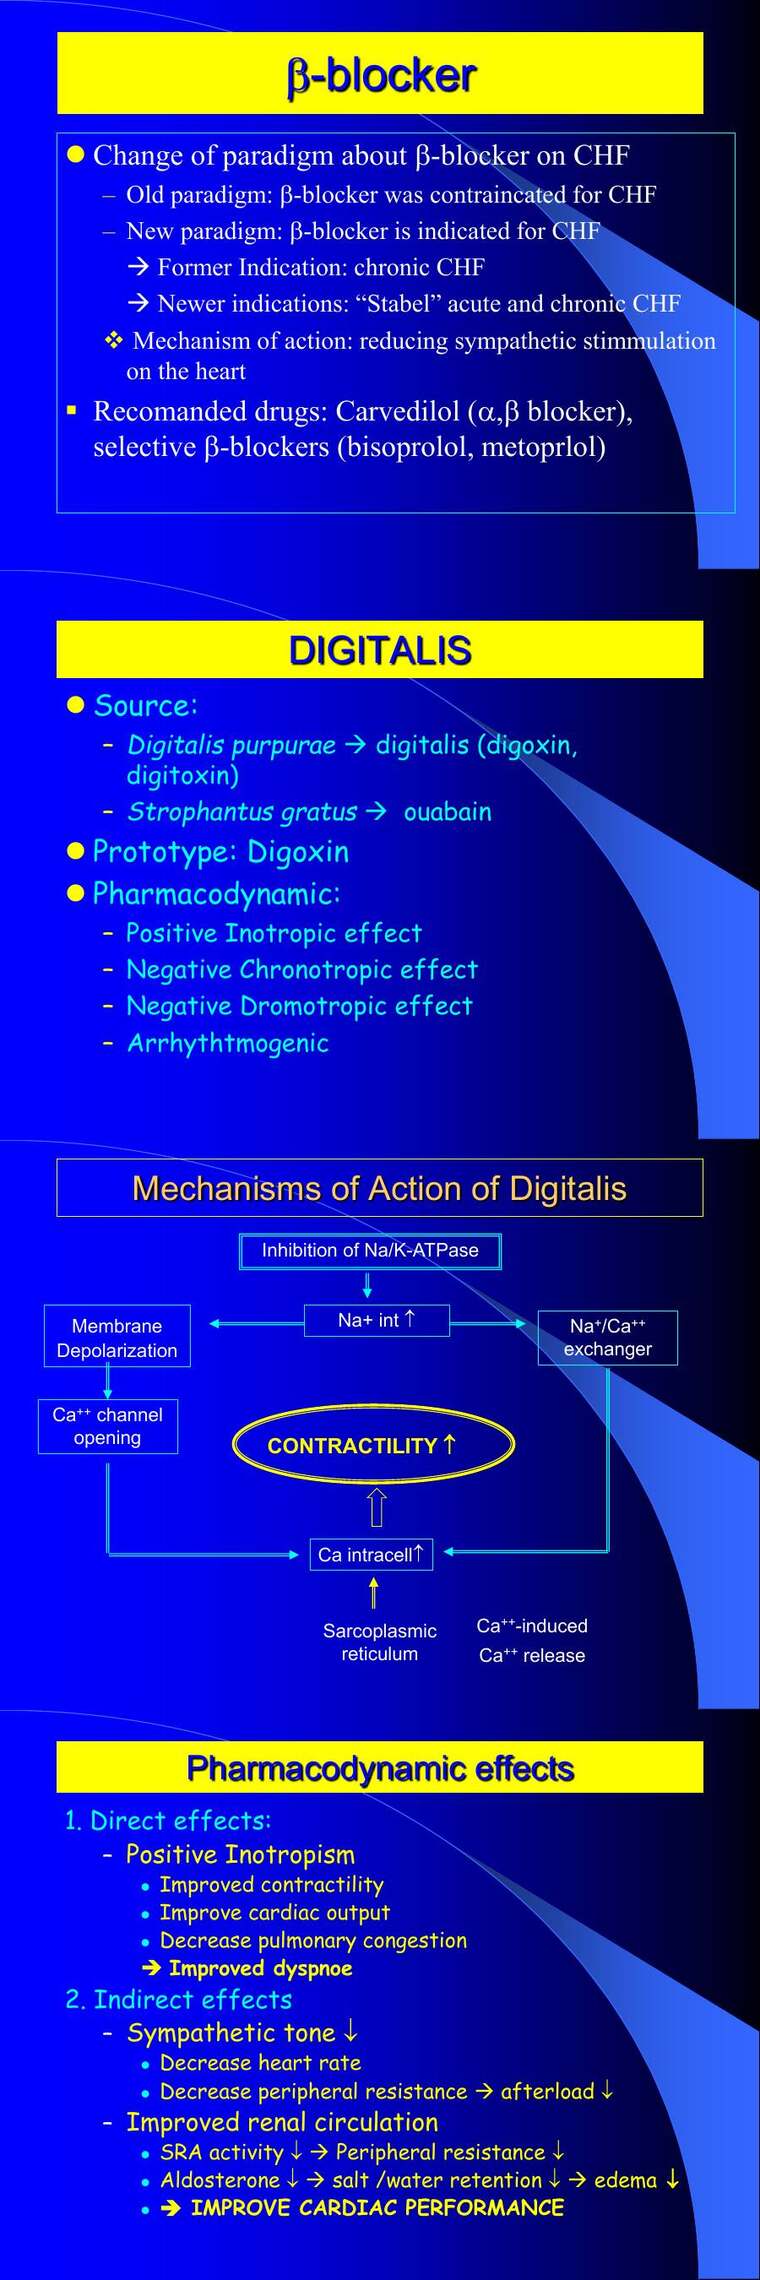 β-blocker
● Change of paradigm about β-blocker on CHF
– Old paradigm: β-blocker was contraincated for CHF
– New paradigm: β-blocker is indicated for CHF
→ Former Indication: chronic CHF
→ Newer indications: “Stabel” acute and chronic CHF
❖ Mechanism of action: reducing sympathetic stimmulation
on the heart
▪ Recomanded drugs: Carvedilol (α,β blocker),
selective β-blockers (bisoprolol, metoprlol)
DIGITALIS
● Source:
– Digitalis purpurae → digitalis (digoxin,
digitoxin)
– Strophantus gratus → ouabain
● Prototype: Digoxin
● Pharmacodynamic:
– Positive Inotropic effect
– Negative Chronotropic effect
– Negative Dromotropic effect
– Arrhythtmogenic
Mechanisms of Action of Digitalis
Inhibition of Na/K-ATPase
Na+ int ↑
Membrane
Depolarization
Na⁺/Ca⁺⁺
exchanger
Ca⁺⁺ channel
opening
CONTRACTILITY ↑
Ca intracell↑
Sarcoplasmic
reticulum
Ca⁺⁺-induced
Ca⁺⁺ release
Pharmacodynamic effects
1. Direct effects:
– Positive Inotropism
• Improved contractility
• Improve cardiac output
• Decrease pulmonary congestion
➔ Improved dyspnoe
2. Indirect effects
– Sympathetic tone ↓
• Decrease heart rate
• Decrease peripheral resistance → afterload ↓
– Improved renal circulation
• SRA activity ↓ → Peripheral resistance ↓
• Aldosterone ↓ → salt /water retention ↓ → edema ↓
• ➔ IMPROVE CARDIAC PERFORMANCE